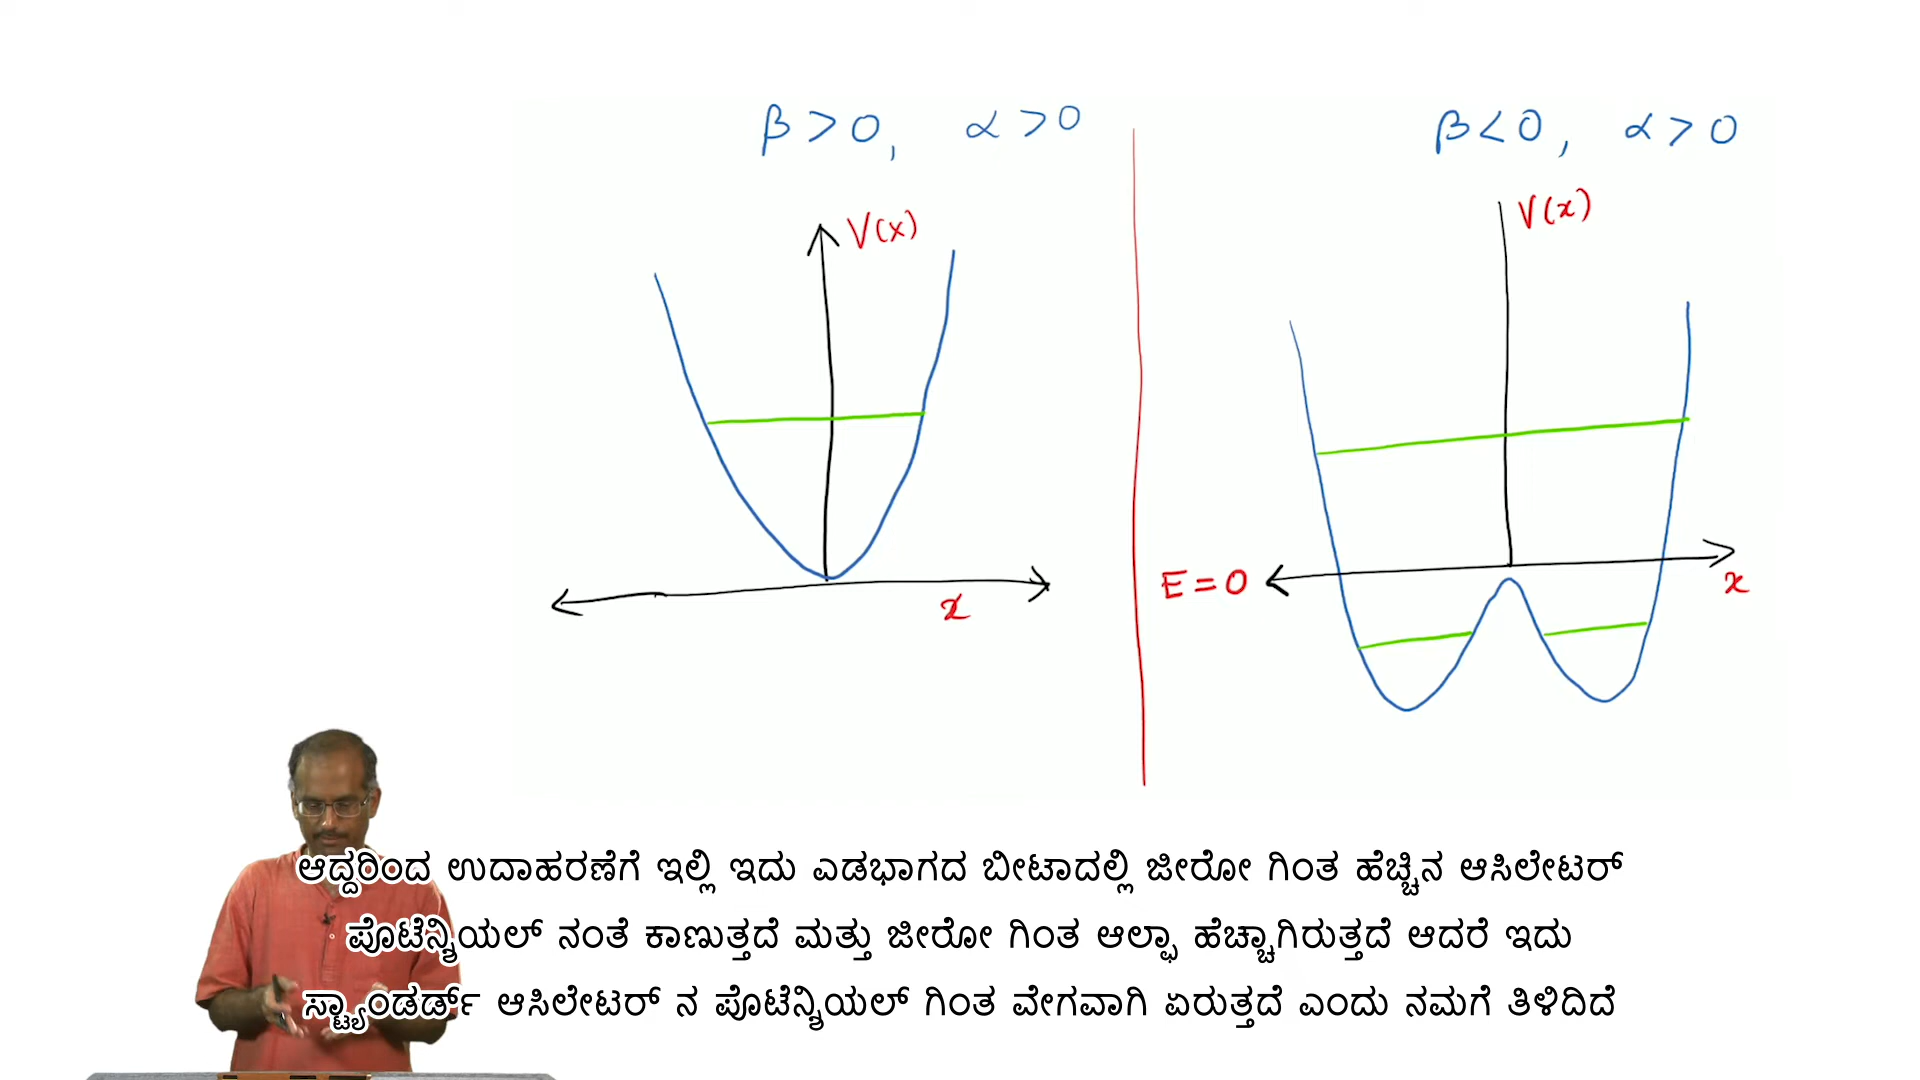 β > 0, α > 0
β < 0, α > 0
V(x)
V(x)
x
E = 0
x
ಆದ್ದರಿಂದ ಉದಾಹರಣೆಗೆ ಇಲ್ಲಿ ಇದು ಎಡಭಾಗದ ಬೀಟಾದಲ್ಲಿ ಜೀರೋ ಗಿಂತ ಹೆಚ್ಚಿನ ಆಸಿಲೇಟರ್
ಪೊಟೆನ್ಶಿಯಲ್ ನಂತೆ ಕಾಣುತ್ತದೆ ಮತ್ತು ಜೀರೋ ಗಿಂತ ಆಲ್ಫಾ ಹೆಚ್ಚಾಗಿರುತ್ತದೆ ಆದರೆ ಇದು
ಸ್ಟ್ಯಾಂಡರ್ಡ್ ಆಸಿಲೇಟರ್ ನ ಪೊಟೆನ್ಶಿಯಲ್ ಗಿಂತ ವೇಗವಾಗಿ ಏರುತ್ತದೆ ಎಂದು ನಮಗೆ ತಿಳಿದಿದೆ